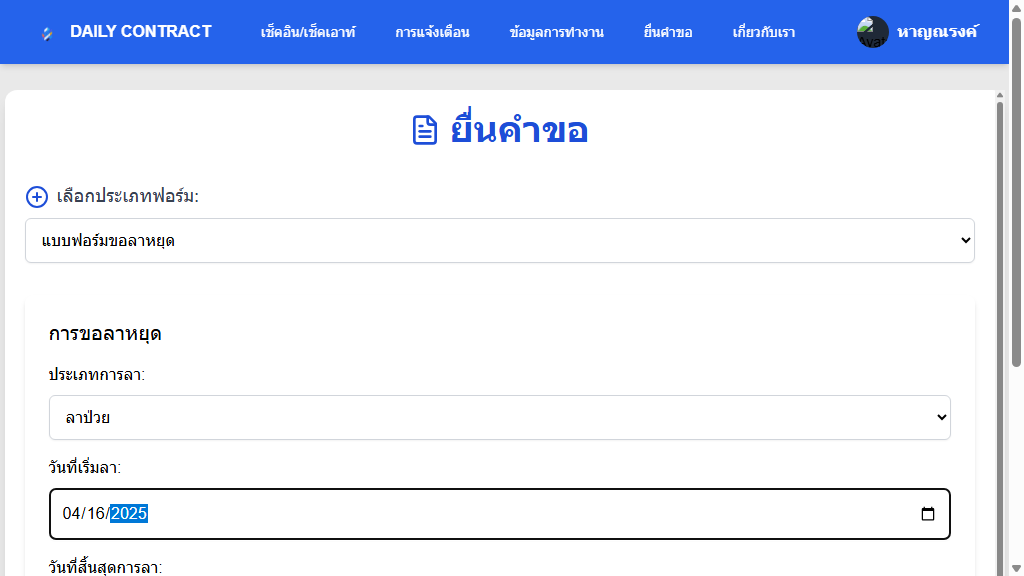 DAILY CONTRACT
เช็คอิน/เช็คเอาท์
การแจ้งเตือน
ข้อมูลการทำงาน
ยื่นคำขอ
เกี่ยวกับเรา
หาญณรงค์
ยื่นคำขอ
เลือกประเภทฟอร์ม:
แบบฟอร์มขอลาหยุด
การขอลาหยุด
ประเภทการลา:
ลาป่วย
วันที่เริ่มลา:
04/16/2025
วันที่สิ้นสุดการลา: